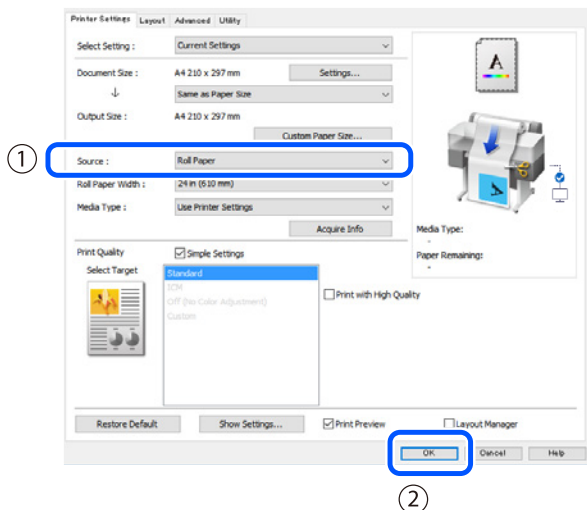 Printer Settings Layout Advanced Utility
Select Setting : Current Settings
Document Size : A4 210 x 297 mm Settings...
Same as Paper Size
Output Size : A4 210 x 297 mm
Custom Paper Size...
① Source : Roll Paper
Roll Paper Width : 24 in (610 mm)
Media Type : Use Printer Settings
Acquire Info
A
Media Type:
-
Paper Remaining:
-
Print Quality Simple Settings
Select Target
Standard
ICM
Off (No Color Adjustment)
Custom
Print with High Quality
Restore Default Show Settings... Print Preview Layout Manager
OK Cancel Help
②